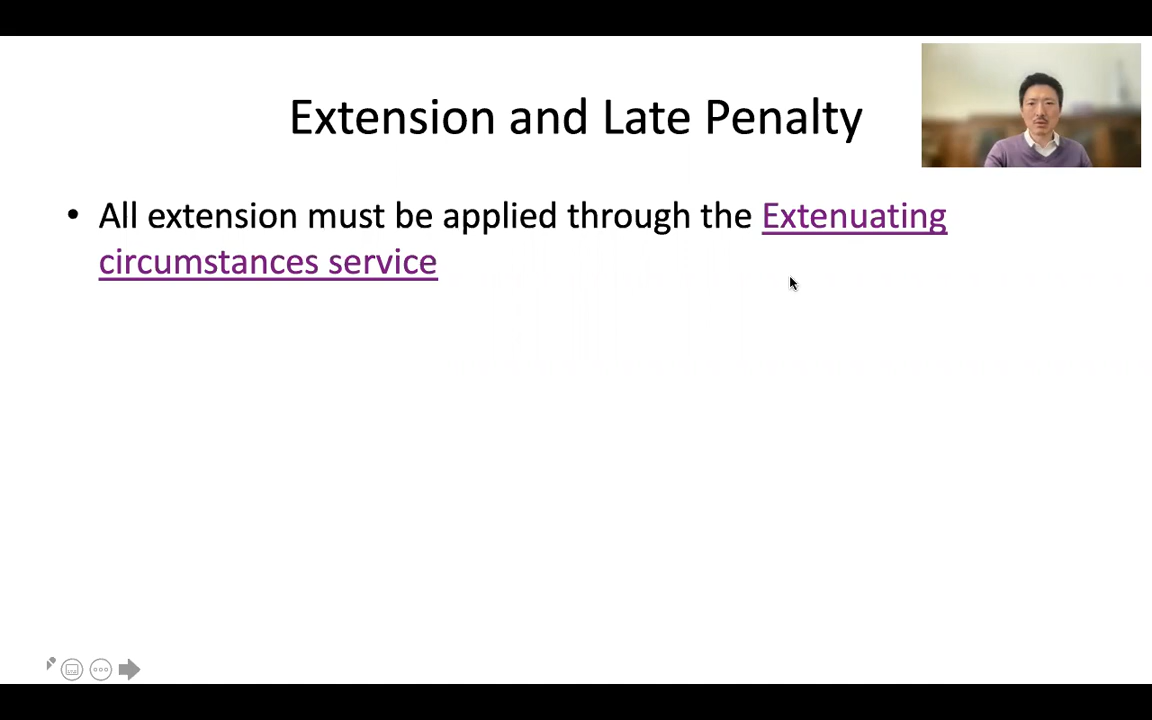 Extension and Late Penalty
• All extension must be applied through the Extenuating
circumstances service